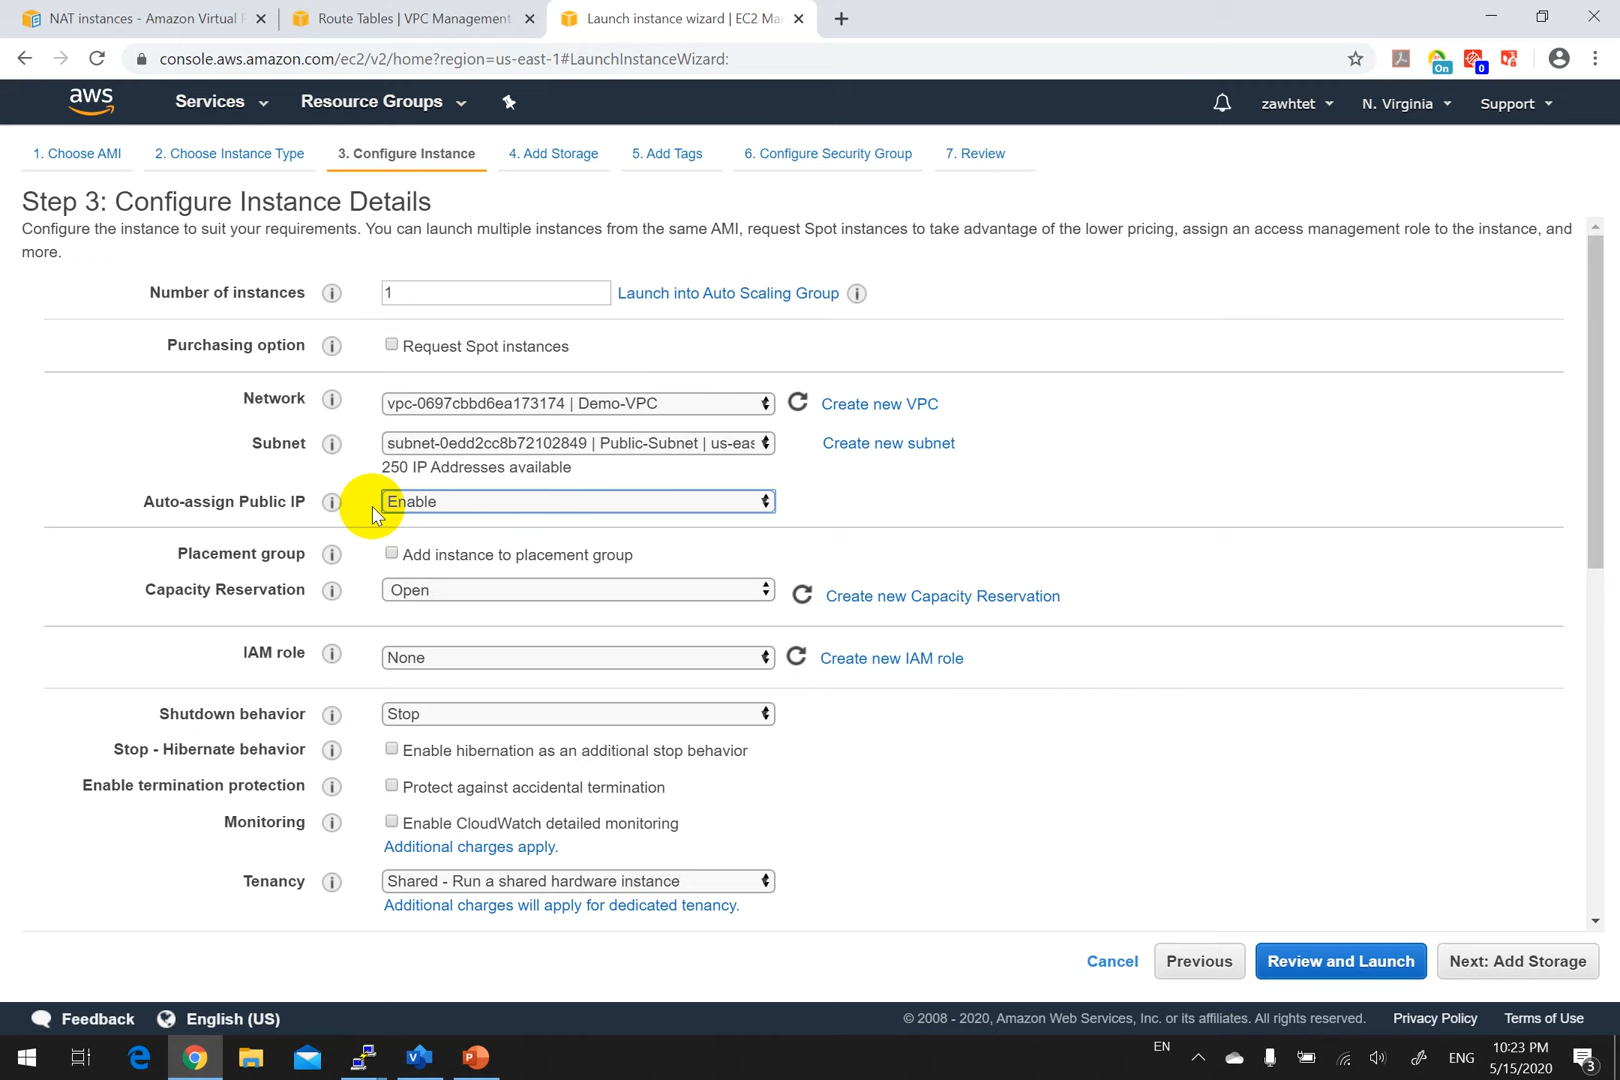 NAT instances - Amazon Virtual
Route Tables | VPC Management
Launch instance wizard | EC2 Ma
console.aws.amazon.com/ec2/v2/home?region=us-east-1#LaunchInstanceWizard:
On
0
aws
Services
Resource Groups
zawhtet
N. Virginia
Support
1. Choose AMI
2. Choose Instance Type
3. Configure Instance
4. Add Storage
5. Add Tags
6. Configure Security Group
7. Review
Step 3: Configure Instance Details
Configure the instance to suit your requirements. You can launch multiple instances from the same AMI, request Spot instances to take advantage of the lower pricing, assign an access management role to the instance, and
more.
Number of instances
1
Launch into Auto Scaling Group
Purchasing option
Request Spot instances
Network
vpc-0697cbbd6ea173174 | Demo-VPC
Create new VPC
Subnet
subnet-0edd2cc8b72102849 | Public-Subnet | us-eas
Create new subnet
250 IP Addresses available
Auto-assign Public IP
Enable
Placement group
Add instance to placement group
Capacity Reservation
Open
Create new Capacity Reservation
IAM role
None
Create new IAM role
Shutdown behavior
Stop
Stop - Hibernate behavior
Enable hibernation as an additional stop behavior
Enable termination protection
Protect against accidental termination
Monitoring
Enable CloudWatch detailed monitoring
Additional charges apply.
Tenancy
Shared - Run a shared hardware instance
Additional charges will apply for dedicated tenancy.
Cancel
Previous
Review and Launch
Next: Add Storage
Feedback
English (US)
© 2008 - 2020, Amazon Web Services, Inc. or its affiliates. All rights reserved.
Privacy Policy
Terms of Use
EN
ENG
10:23 PM
5/15/2020
3